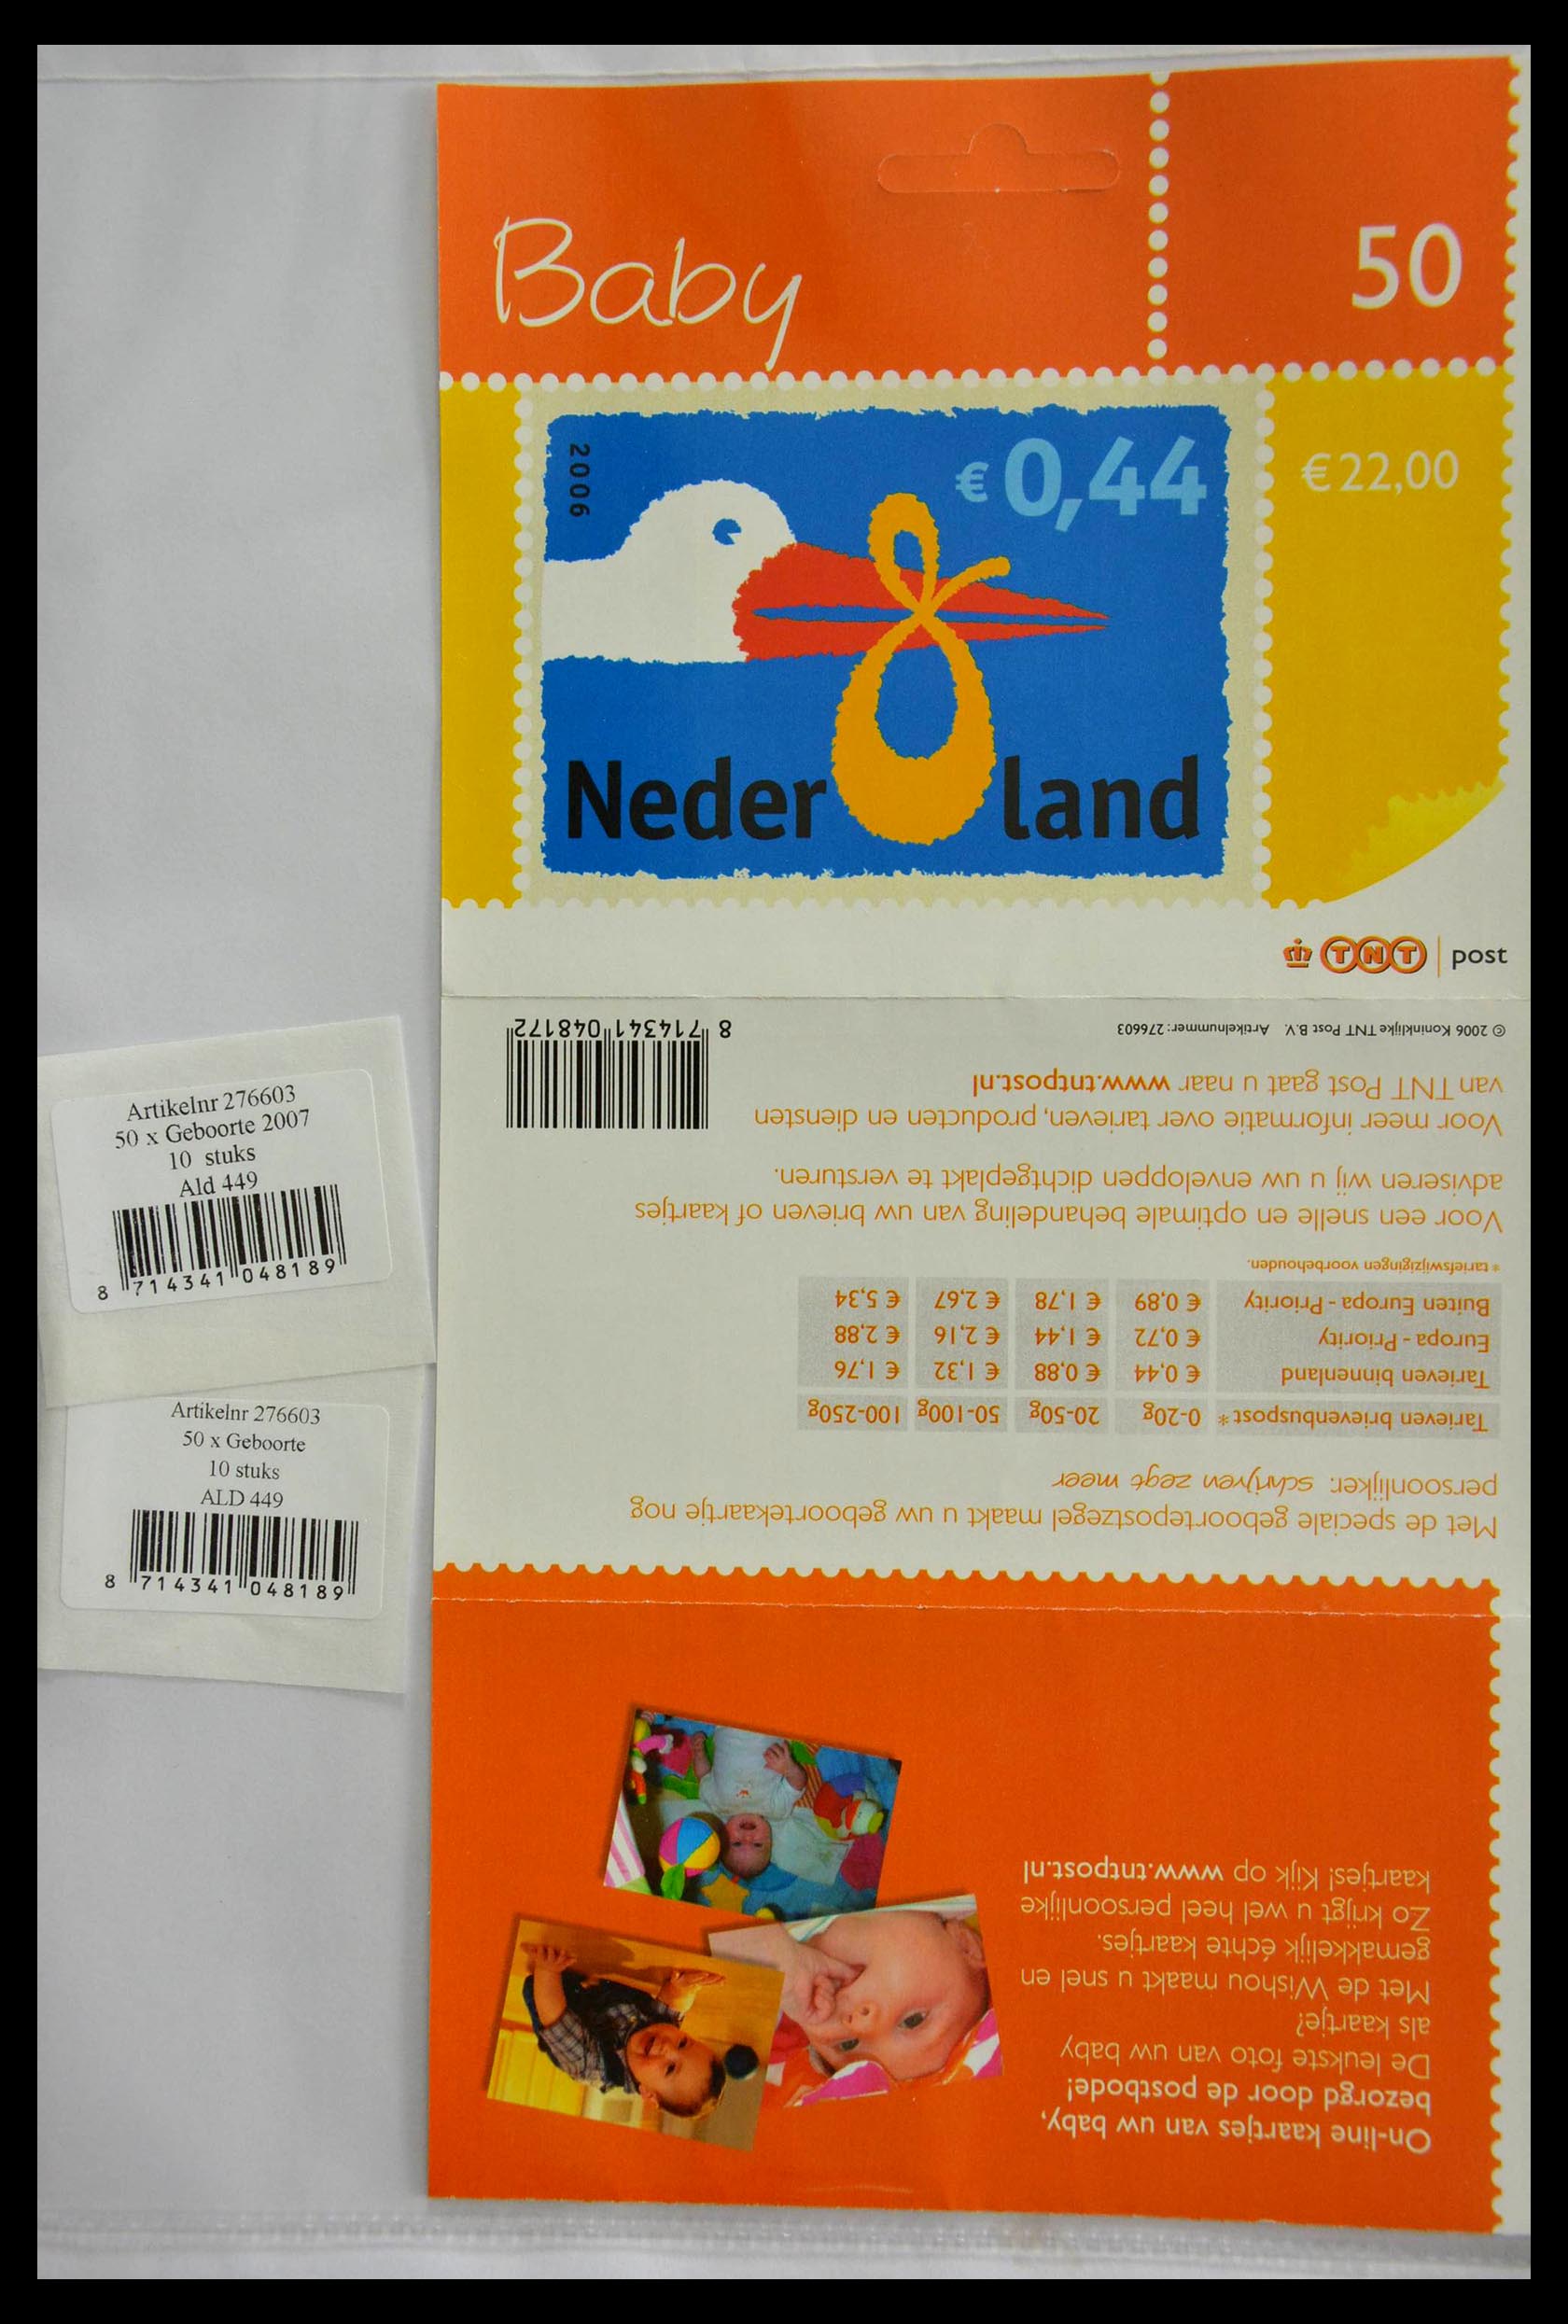 Baby
50
2006
€ 0,44
€ 22,00
Nederland
TNT post
Met de speciale geboortepostzegel maakt u uw geboortekaartje nog
persoonlijker: schrijven zegt meer
Tarieven brievenbuspost* 0-20g 20-50g 50-100g 100-250g
Tarieven binnenland € 0,44 € 0,88 € 1,32 € 1,76
Europa - Priority € 0,72 € 1,44 € 2,16 € 2,88
Buiten Europa - Priority € 0,89 € 1,78 € 2,67 € 5,34
* tariefswijzigingen voorbehouden.
Voor een snelle en optimale behandeling van uw brieven of kaartjes
adviseren wij u uw enveloppen dichtgeplakt te versturen.
Voor meer informatie over tarieven, producten en diensten
van TNT Post gaat u naar www.tntpost.nl
© 2006 Koninklijke TNT Post B.V. Artikelnummer: 276603
8 714341 048172
On-line kaartjes van uw baby,
bezorgd door de postbode!
De leukste foto van uw baby
als kaartje?
Met de Wishou maakt u snel en
gemakkelijk échte kaartjes.
Zo krijgt u wel heel persoonlijke
kaartjes! Kijk op www.tntpost.nl
Artikelnr 276603
50 x Geboorte 2007
10 stuks
Ald 449
8 714341 048189
Artikelnr 276603
50 x Geboorte
10 stuks
ALD 449
8 714341 048189